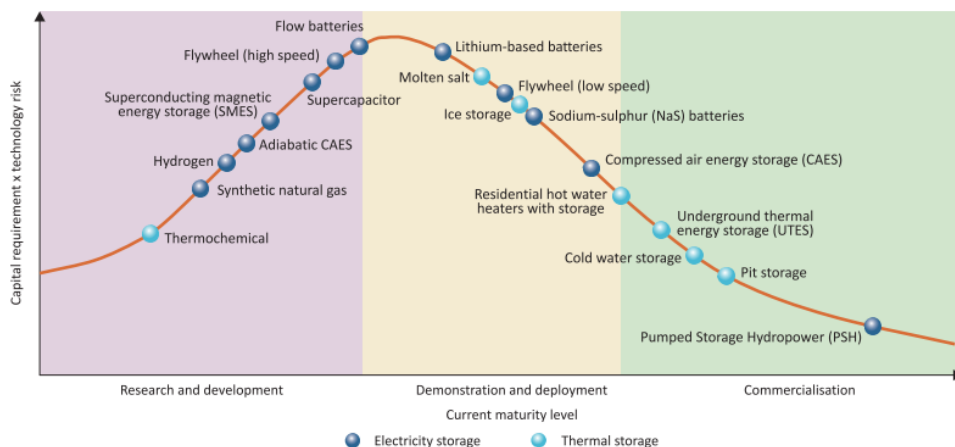 Capital requirement x technology risk
Flow batteries
Flywheel (high speed)
Supercapacitor
Superconducting magnetic
energy storage (SMES)
Adiabatic CAES
Hydrogen
Synthetic natural gas
Thermochemical
Lithium-based batteries
Molten salt
Flywheel (low speed)
Ice storage
Sodium-sulphur (NaS) batteries
Compressed air energy storage (CAES)
Residential hot water
heaters with storage
Underground thermal
energy storage (UTES)
Cold water storage
Pit storage
Pumped Storage Hydropower (PSH)
Research and development
Demonstration and deployment
Commercialisation
Current maturity level
Electricity storage
Thermal storage